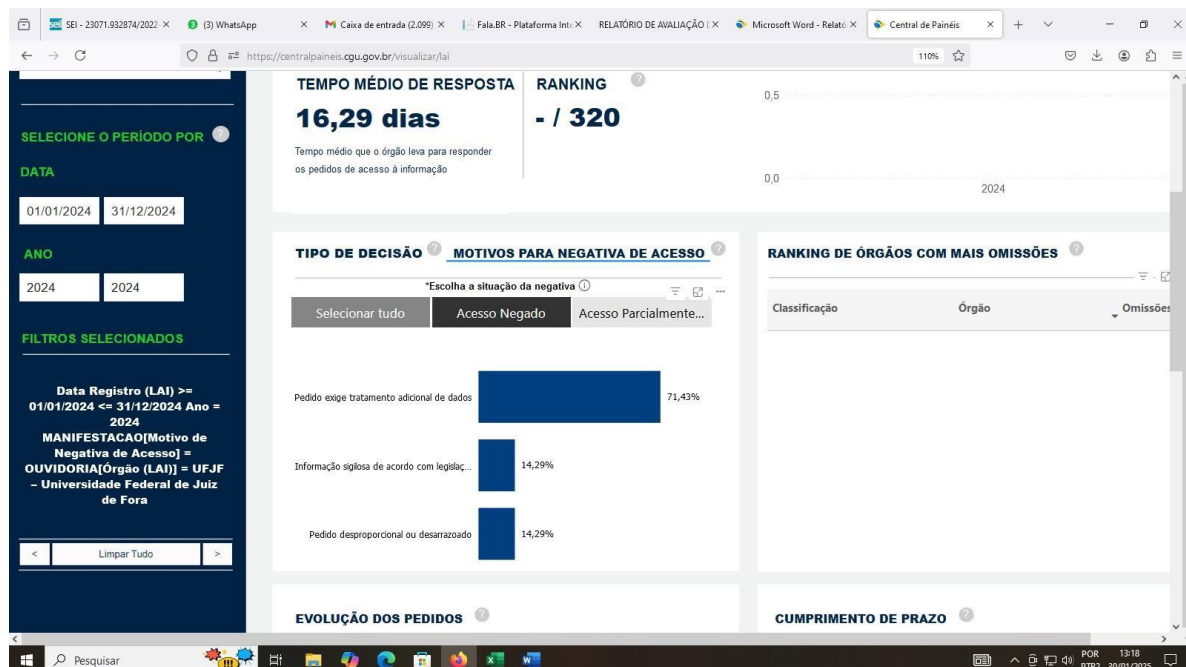 SEI - 23071.932874/2022- ×
(3) WhatsApp ×
Caixa de entrada (2.099) ×
Fala.BR - Plataforma Int ×
RELATÓRIO DE AVALIAÇÃO ×
Microsoft Word - Relató ×
Central de Painéis ×
https://centralpaineis.cgu.gov.br/visualizar/lai
110%
SELECIONE O PERÍODO POR ?
DATA
01/01/2024 31/12/2024
ANO
2024 2024
FILTROS SELECIONADOS
Data Registro (LAI) >=
01/01/2024 <= 31/12/2024 Ano =
2024
MANIFESTACAO[Motivo de
Negativa de Acesso] =
OUVIDORIA[Órgão (LAI)] = UFJF
– Universidade Federal de Juiz
de Fora
< Limpar Tudo >
TEMPO MÉDIO DE RESPOSTA
16,29 dias
Tempo médio que o órgão leva para responder
os pedidos de acesso à informação
RANKING ?
- / 320
0,5
0,0
2024
TIPO DE DECISÃO ? MOTIVOS PARA NEGATIVA DE ACESSO ?
*Escolha a situação da negativa
Selecionar tudo Acesso Negado Acesso Parcialmente...
Pedido exige tratamento adicional de dados 71,43%
Informação sigilosa de acordo com legislaç... 14,29%
Pedido desproporcional ou desarrazoado 14,29%
RANKING DE ÓRGÃOS COM MAIS OMISSÕES ?
Classificação Órgão Omissões
EVOLUÇÃO DOS PEDIDOS ?
CUMPRIMENTO DE PRAZO ?
Pesquisar
POR 13:18
PTB2 30/01/2025